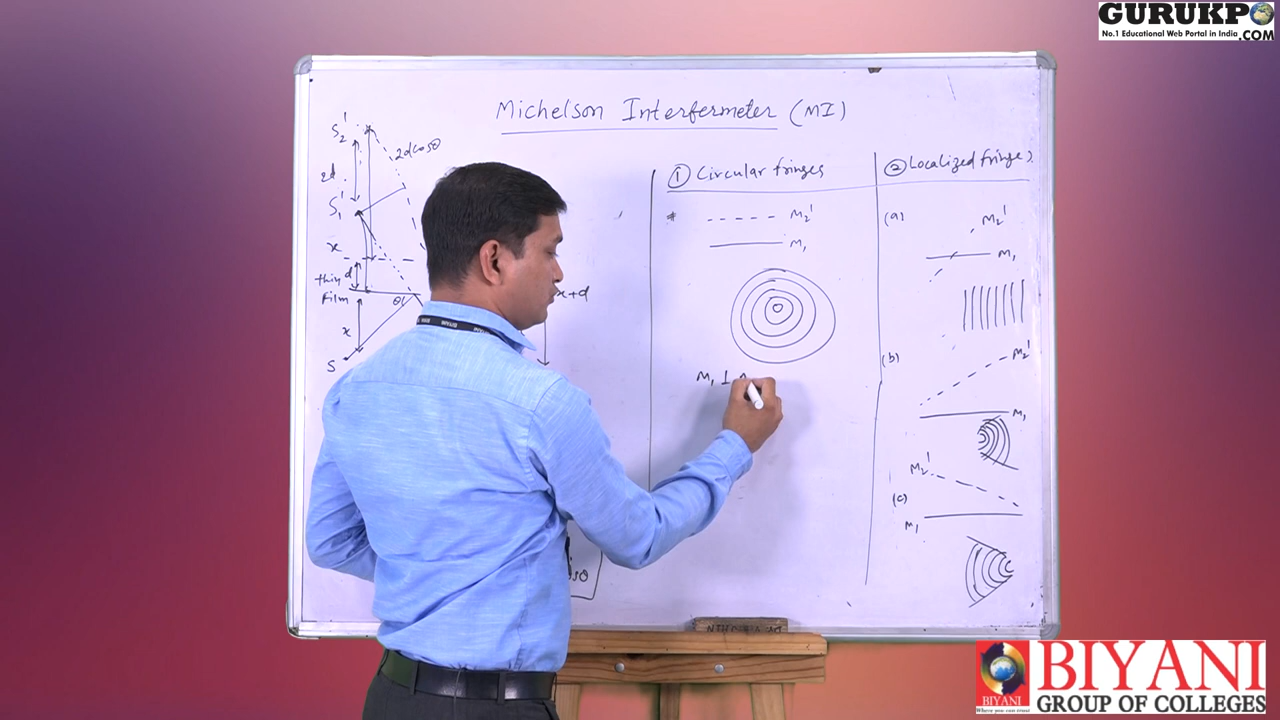 GURUKPO
No.1 Educational Web Portal in India .COM
Michelson Interfermeter (MI)
S2'
2dcosθ
2d
S1'
x
thin d
film
θ
x
S
x+d
① Circular fringes
* M2'
M1
M1 ⊥
② Localized fringes
(a)
M2'
M1
(b)
M2'
M1
M2'
(c)
M1
BIYANI
BIYANI
GROUP OF COLLEGES